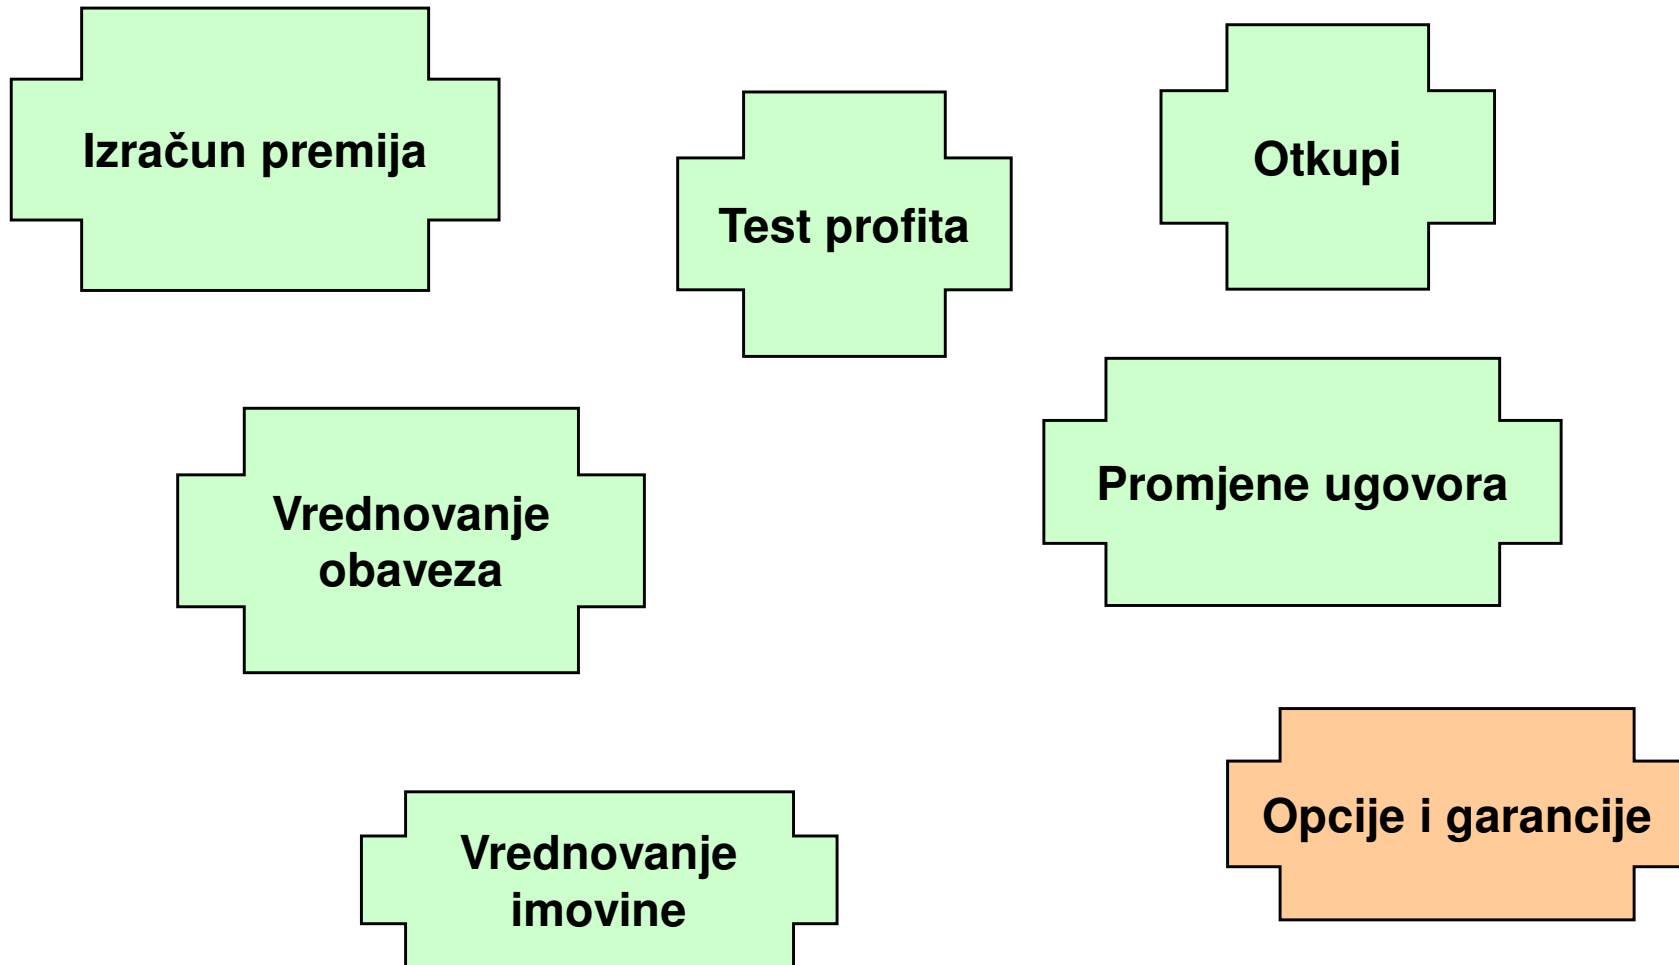 Izračun premija
Test profita
Otkupi
Vrednovanje
obaveza
Promjene ugovora
Vrednovanje
imovine
Opcije i garancije